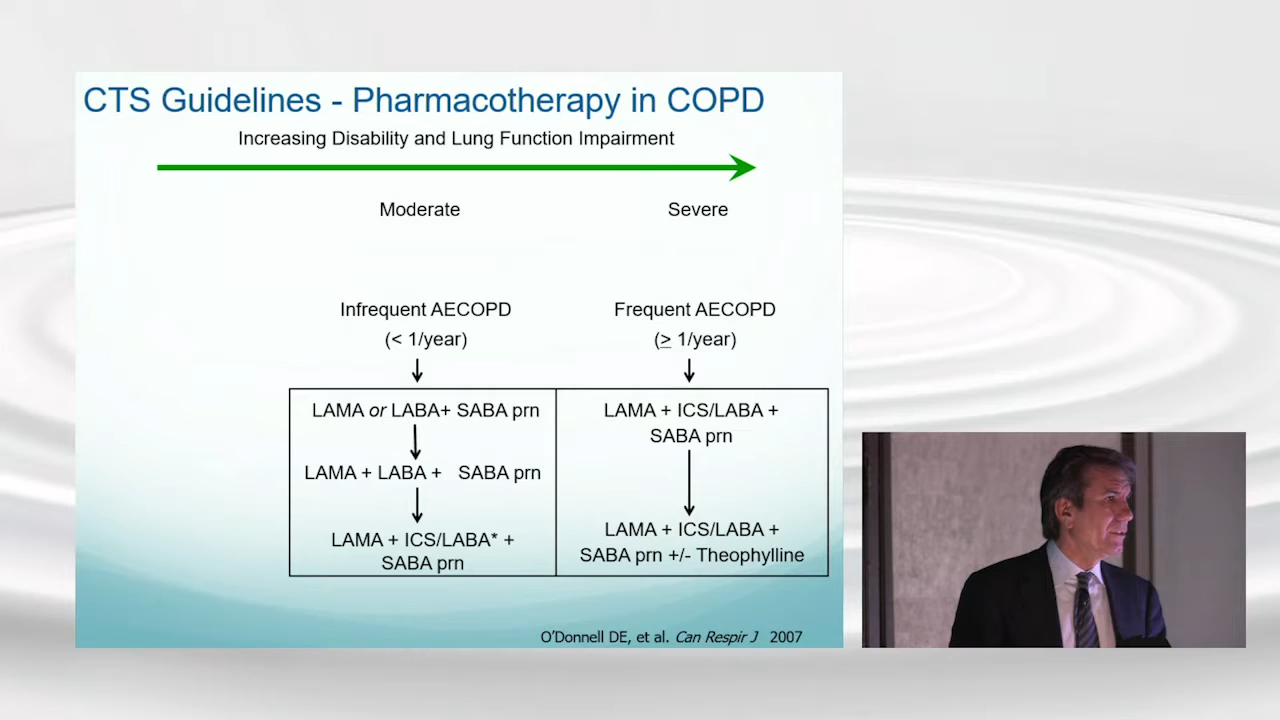 CTS Guidelines - Pharmacotherapy in COPD
Increasing Disability and Lung Function Impairment
Moderate
Severe
Infrequent AECOPD
(< 1/year)
Frequent AECOPD
(≥ 1/year)
LAMA or LABA+ SABA prn
LAMA + LABA + SABA prn
LAMA + ICS/LABA* +
SABA prn
LAMA + ICS/LABA +
SABA prn
LAMA + ICS/LABA +
SABA prn +/- Theophylline
O'Donnell DE, et al. Can Respir J 2007